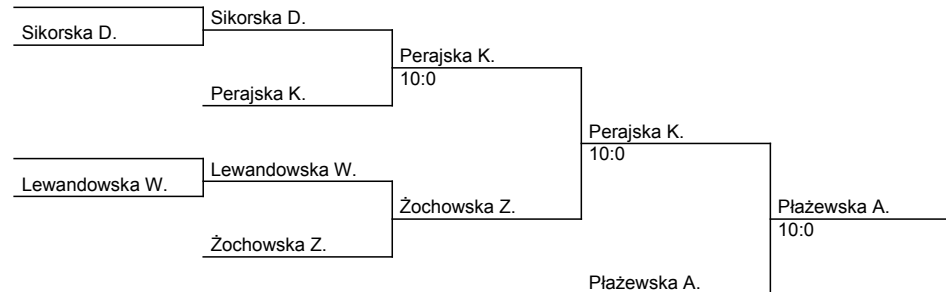 Sikorska D.
Sikorska D.
Perajska K.
10:0
Perajska K.
Perajska K.
10:0
Lewandowska W.
Lewandowska W.
Żochowska Z.
Płażewska A.
10:0
Żochowska Z.
Płażewska A.